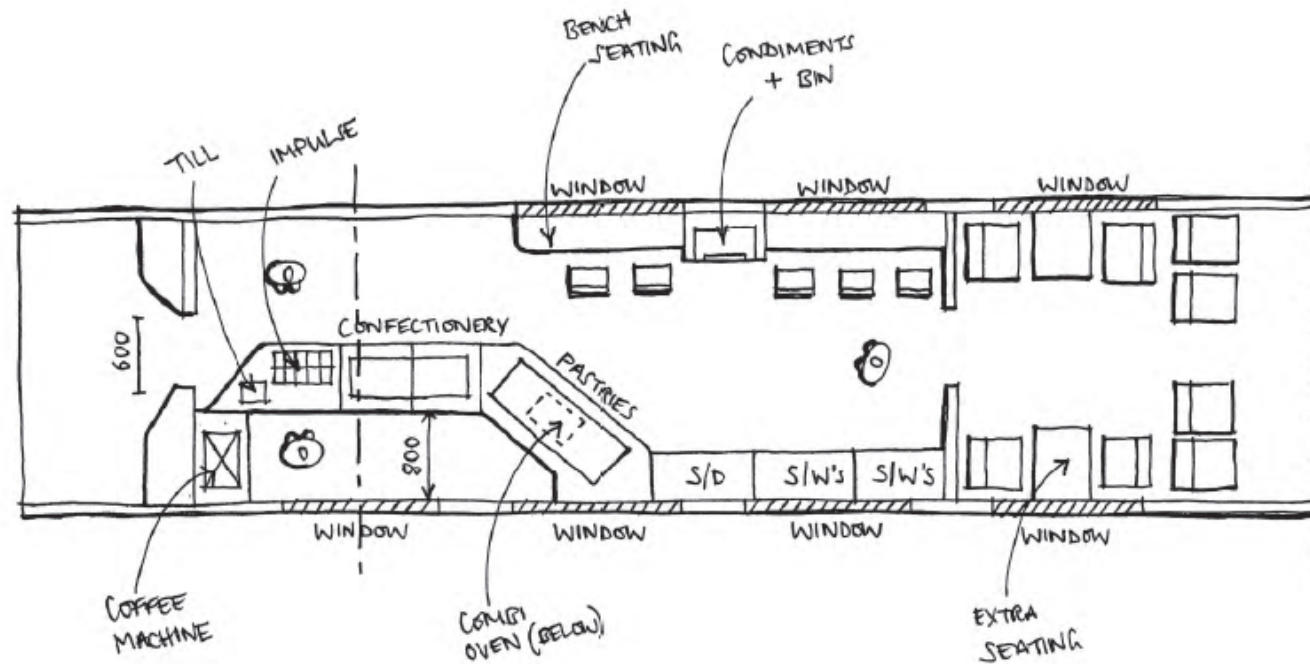 BENCH
SEATING
CONDIMENTS
+ BIN
TILL
IMPULSE
WINDOW
WINDOW
WINDOW
600
CONFECTIONERY
PASTRIES
800
S/D
S/W'S
S/W'S
WINDOW
WINDOW
WINDOW
WINDOW
COFFEE
MACHINE
COMBI
OVEN (BELOW)
EXTRA
SEATING